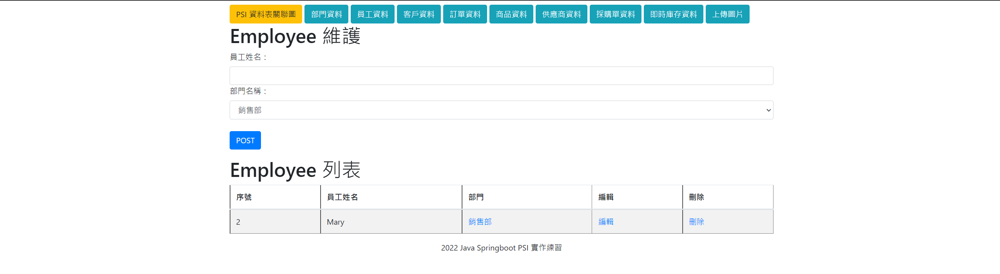 PSI 資料表關聯圖 部門資料 員工資料 客戶資料 訂單資料 商品資料 供應商資料 採購單資料 即時庫存資料 上傳圖片
Employee 維護
員工姓名：
部門名稱：
銷售部
POST
Employee 列表
序號 員工姓名 部門 編輯 刪除
2 Mary 銷售部 編輯 刪除
2022 Java Springboot PSI 實作練習